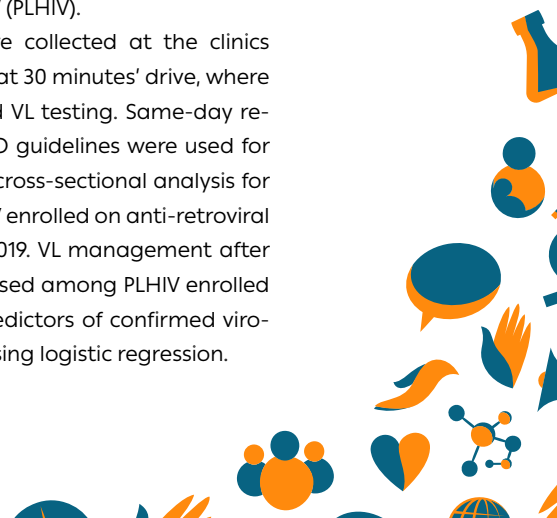 (PLHIV).
collected at the clinics
at 30 minutes’ drive, where
VL testing. Same-day re-
guidelines were used for
cross-sectional analysis for
enrolled on anti-retroviral
019. VL management after
sed among PLHIV enrolled
edictors of confirmed viro-
sing logistic regression.